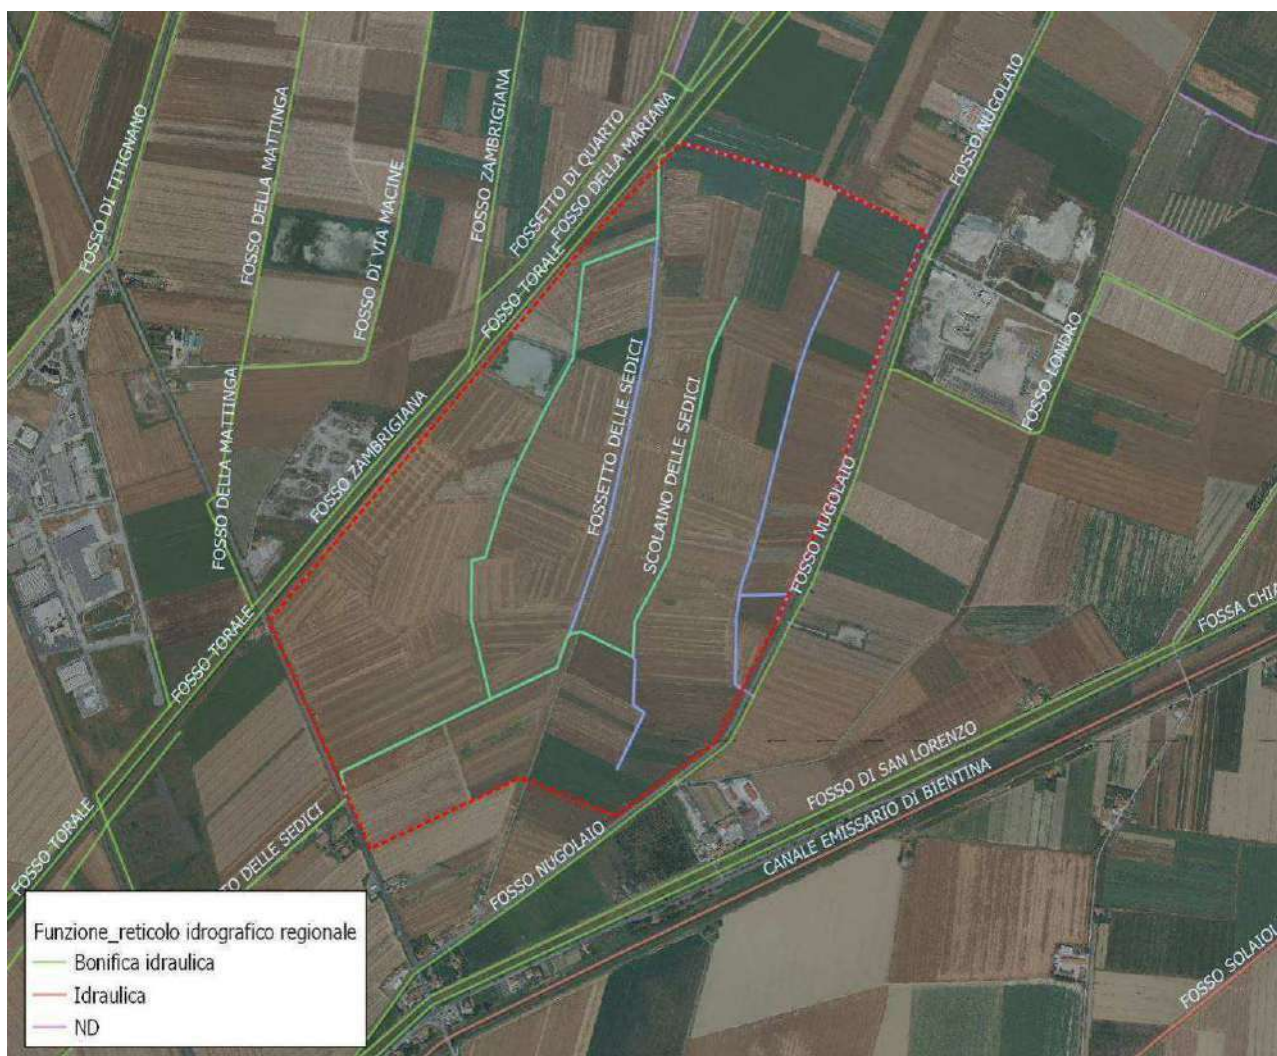 FOSSO DI TITIGNANO
FOSSO DELLA MATTINGA
FOSSO DI VIA MACINE
FOSSO ZAMBRIGIANA
FOSSETTO DI QUARTO
FOSSO DELLA MARIANA
FOSSO TORALE
FOSSO NUGOLAIO
FOSSO TONDRO
FOSSO DELLA MATTINGA
FOSSO ZAMBRIGIANA
FOSSETTO DELLE SEDICI
SCOLAINO DELLE SEDICI
FOSSO NUGOLAIO
FOSSO TORALE
FOSSA CHIA
FOSSO DI SAN LORENZO
CANALE EMISSARIO DI BIENTINA
FOSSO TORALE
TO DELLE SEDICI
FOSSO NUGOLAIO
FOSSO SOLAIOL
Funzione_reticolo idrografico regionale
Bonifica idraulica
Idraulica
ND